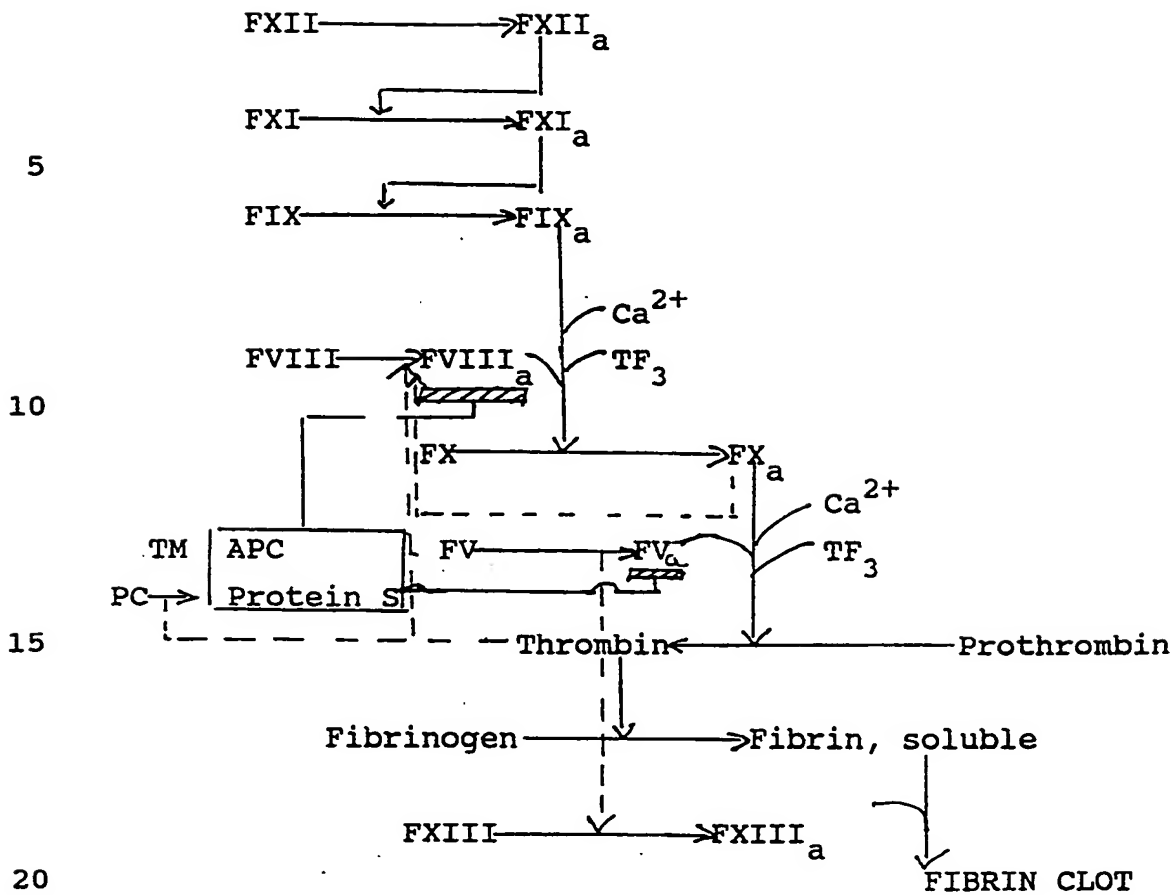 FXII FXIIa
FXI FXIa
5
FIX FIXa
Ca2+
FVIII FVIIIa TF3
10
FX FXa
Ca2+
TM APC FV FVa TF3
PC Protein S
15 Thrombin Prothrombin
Fibrinogen Fibrin, soluble
FXIII FXIIIa
20 FIBRIN CLOT